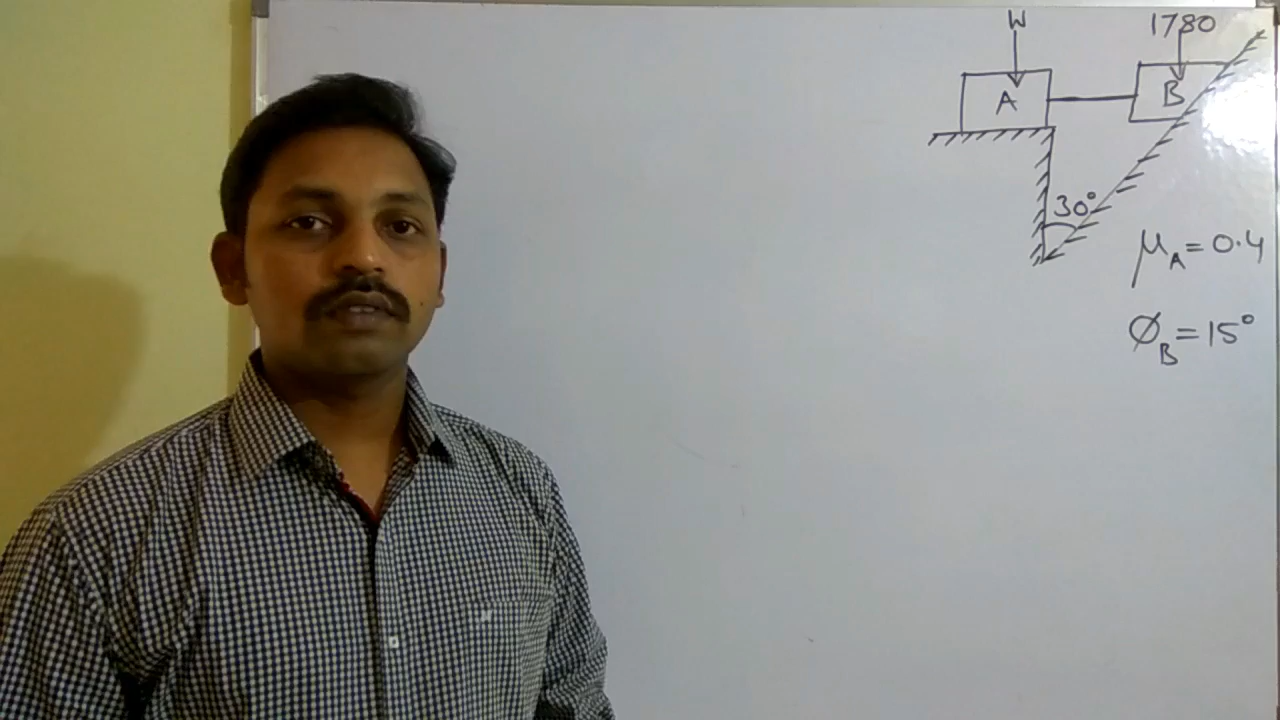 W
1780
A
B
30°
μA = 0.4
ØB = 15°